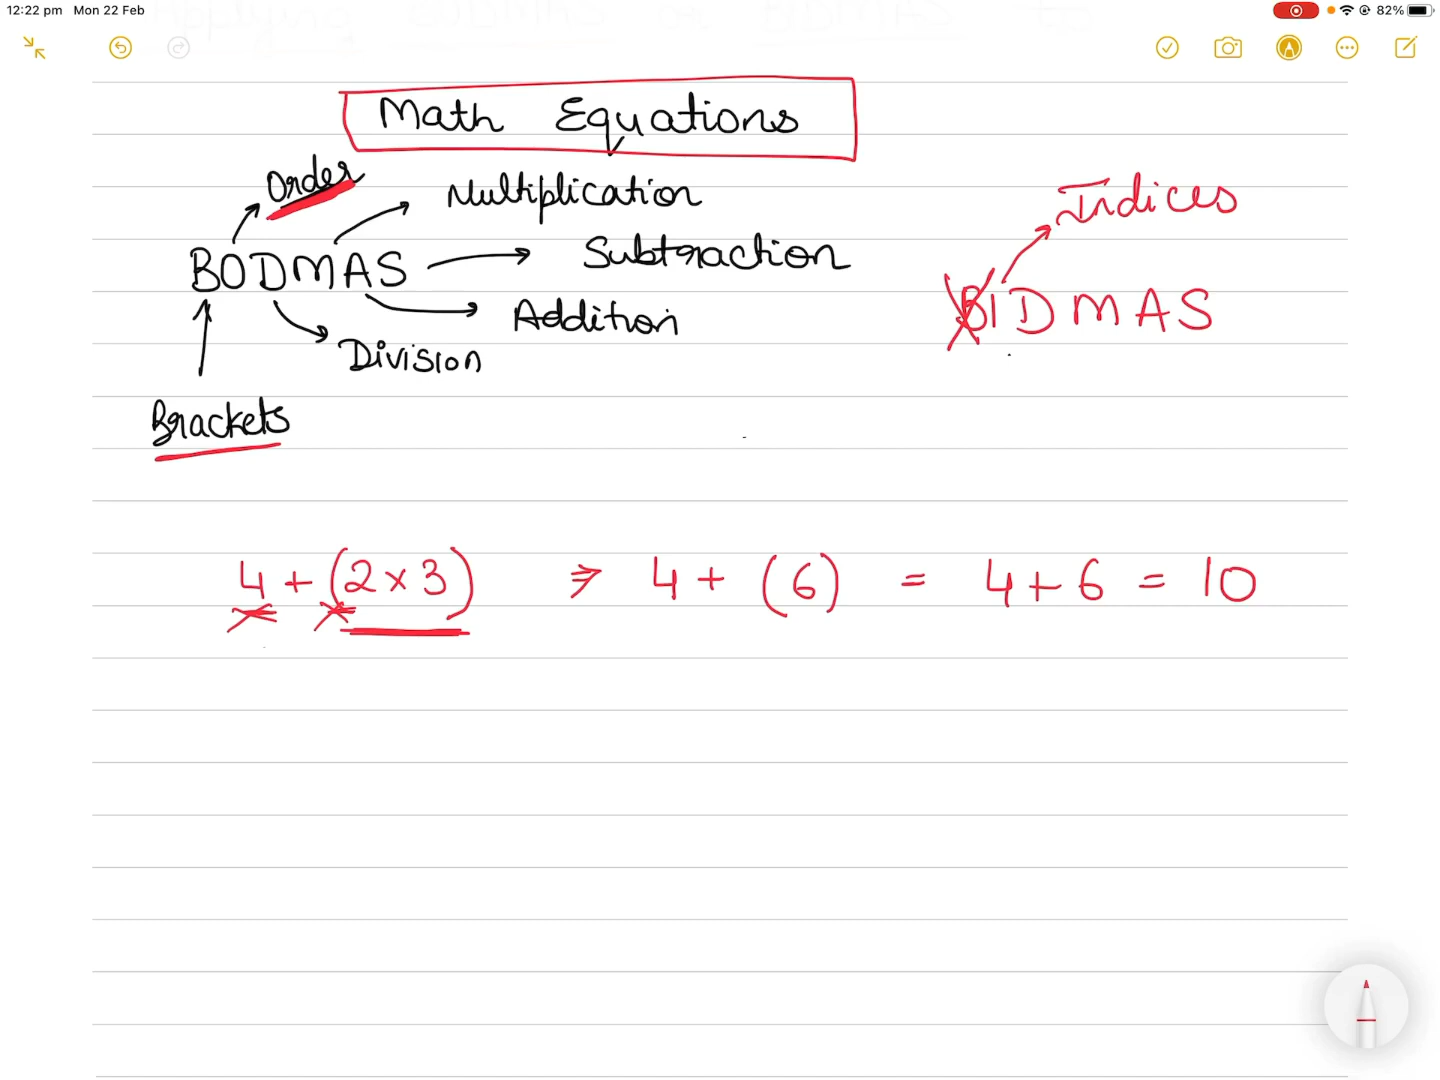 12:22 pm Mon 22 Feb
82%
Math Equations
Order
Multiplication
Indices
BODMAS
Subtraction
BIDMAS
Addition
Division
Brackets
4 + (2 × 3) ⇒ 4 + (6) = 4 + 6 = 10